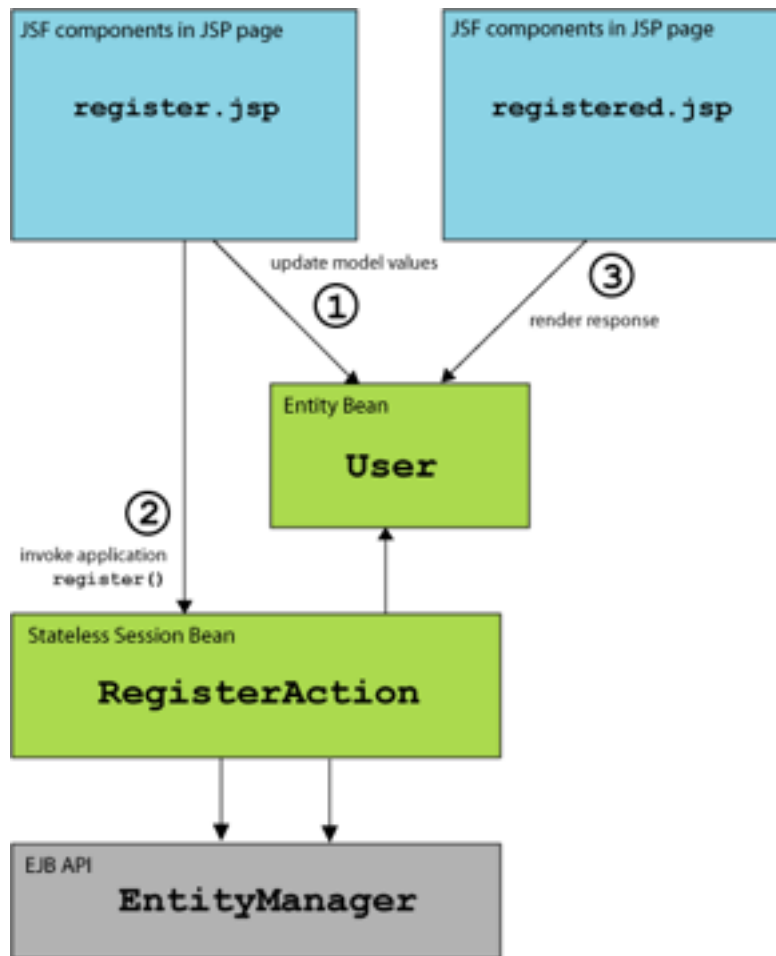 JSF components in JSP page
register.jsp
JSF components in JSP page
registered.jsp
update model values
1
3
render response
Entity Bean
User
2
invoke application
register()
Stateless Session Bean
RegisterAction
EJB API
EntityManager